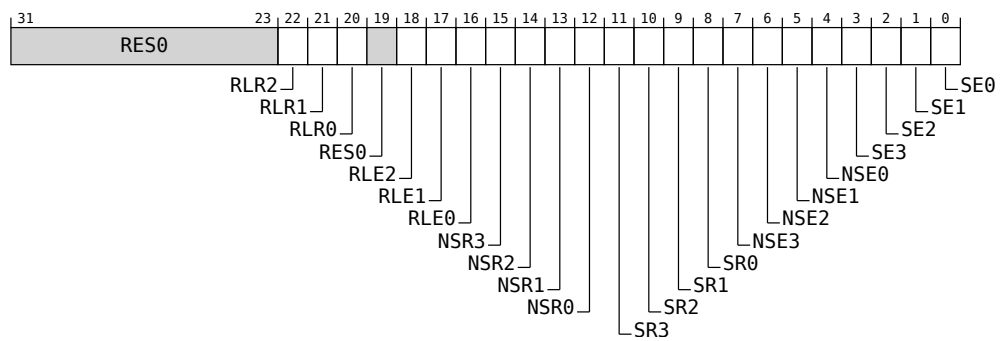 31 23 22 21 20 19 18 17 16 15 14 13 12 11 10 9 8 7 6 5 4 3 2 1 0
RES0
RLR2 SE0
RLR1 SE1
RLR0 SE2
RES0 SE3
RLE2 NSE0
RLE1 NSE1
RLE0 NSE2
NSR3 NSE3
NSR2 SR0
NSR1 SR1
NSR0 SR2
SR3